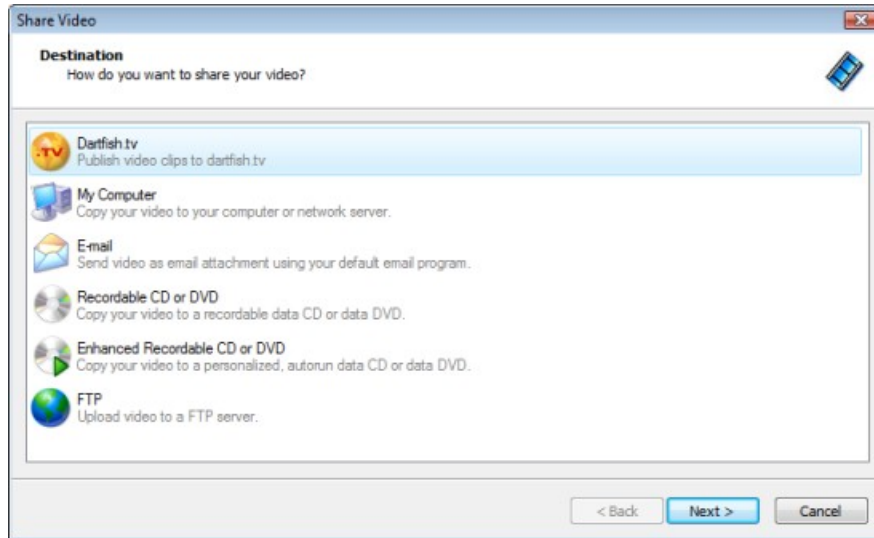 Share Video
Destination
How do you want to share your video?
.TV
Dartfish.tv
Publish video clips to dartfish.tv
My Computer
Copy your video to your computer or network server.
E-mail
Send video as email attachment using your default email program.
Recordable CD or DVD
Copy your video to a recordable data CD or data DVD.
Enhanced Recordable CD or DVD
Copy your video to a personalized, autorun data CD or data DVD.
FTP
Upload video to a FTP server.
< Back Next > Cancel